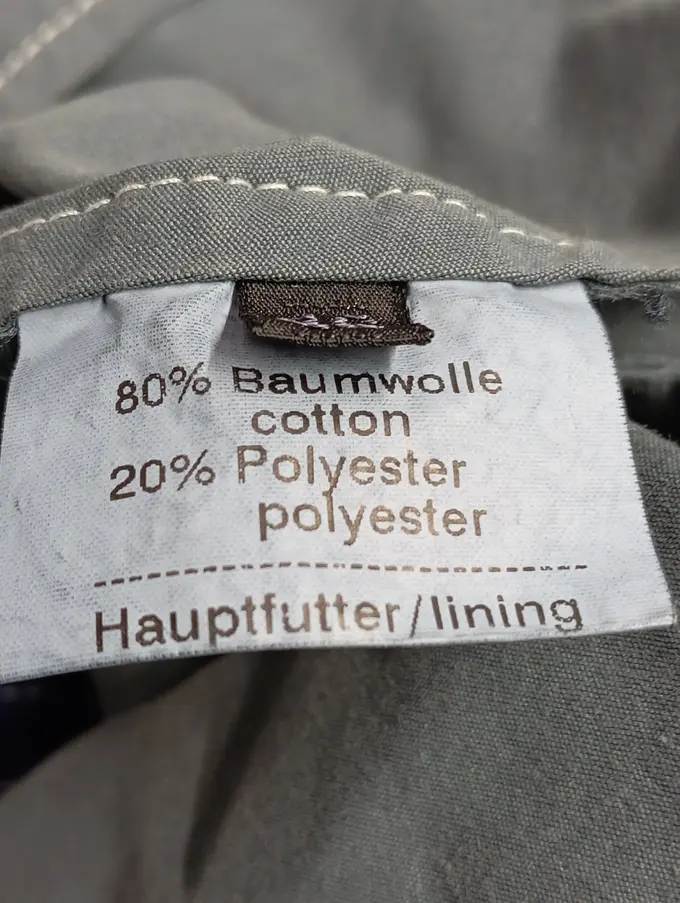 80% Baumwolle
cotton
20% Polyester
polyester
Hauptfutter/lining